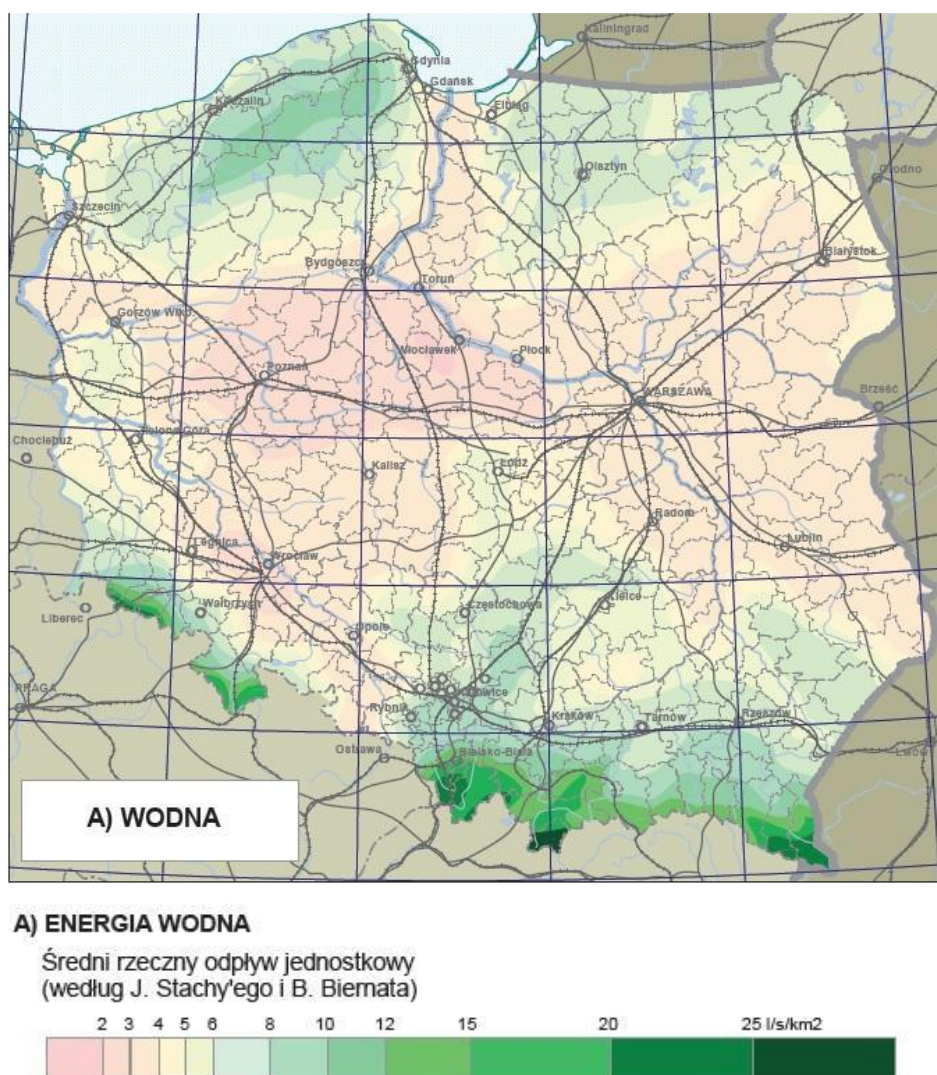 Kaliningrad
Gdynia
Gdańsk
Koszalin
Elbląg
Olsztyn
Grodno
Szczecin
Białystok
Bydgoszcz
Toruń
Gorzów Wlkp.
Włocławek
Płock
Poznań
WARSZAWA
Brześć
Zielona Góra
Chociebuż
Kalisz
Łódź
Radom
Legnica
Lublin
Wrocław
Kielce
Wałbrzych
Częstochowa
Liberec
Opole
PRAGA
Katowice
Rybnik
Kraków
Tarnów
Rzeszów
Ostrawa
Lwów
Bielsko-Biała
A) WODNA
A) ENERGIA WODNA
Średni rzeczny odpływ jednostkowy
(według J. Stachy'ego i B. Biernata)
2 3 4 5 6 8 10 12 15 20 25 l/s/km2